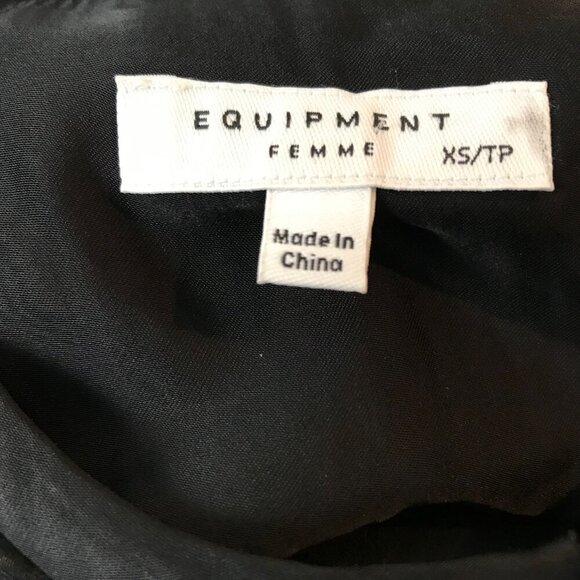 EQUIPMENT
FEMME
XS/TP
Made In
China